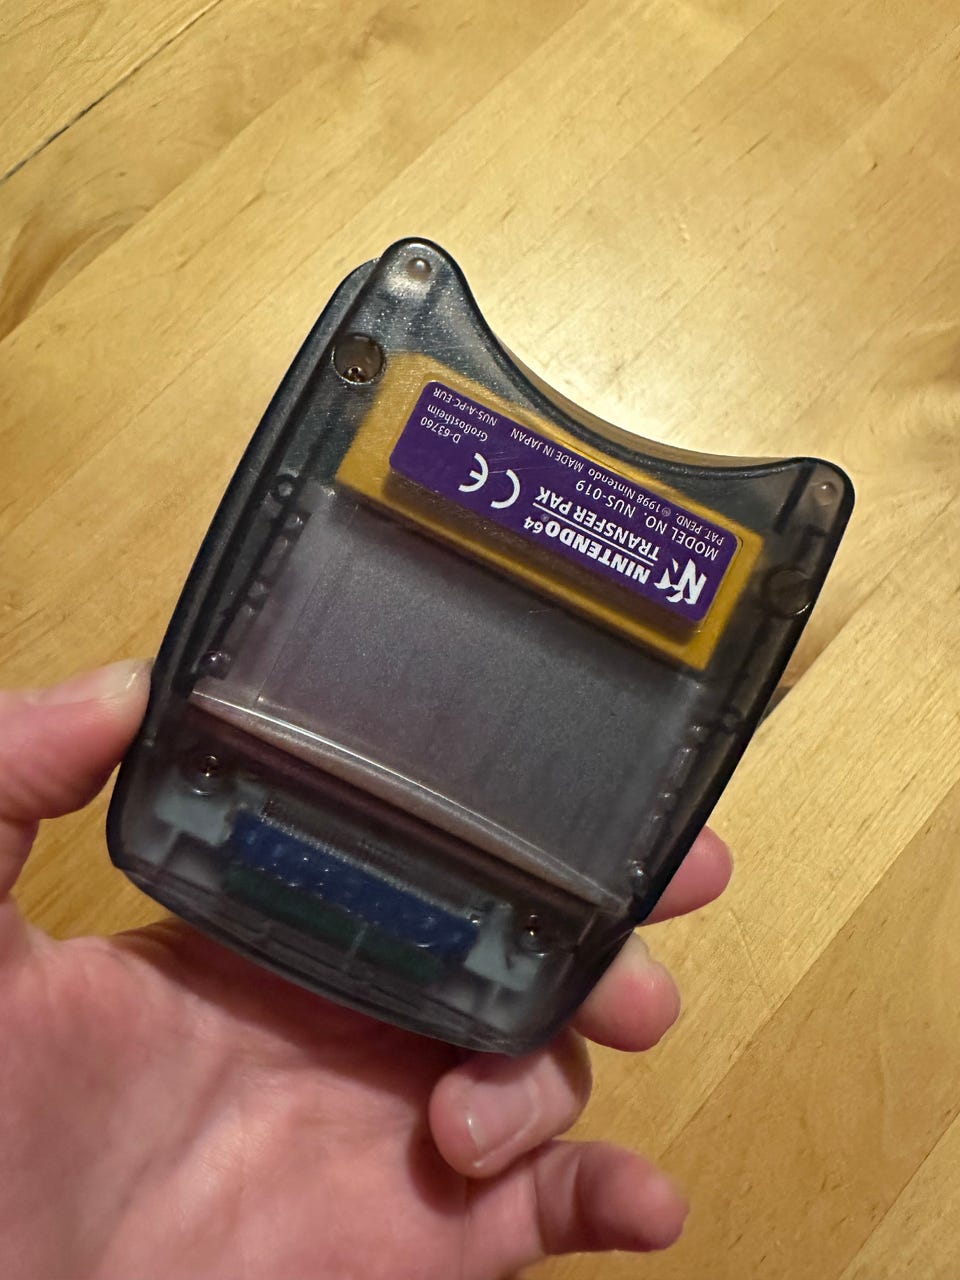 NINTENDO64
TRANSFER PAK
MODEL NO. NUS-019
PAT. PEND. ©1998 Nintendo MADE IN JAPAN
CE
D-63760
Großostheim
NUS-A-PC-EUR